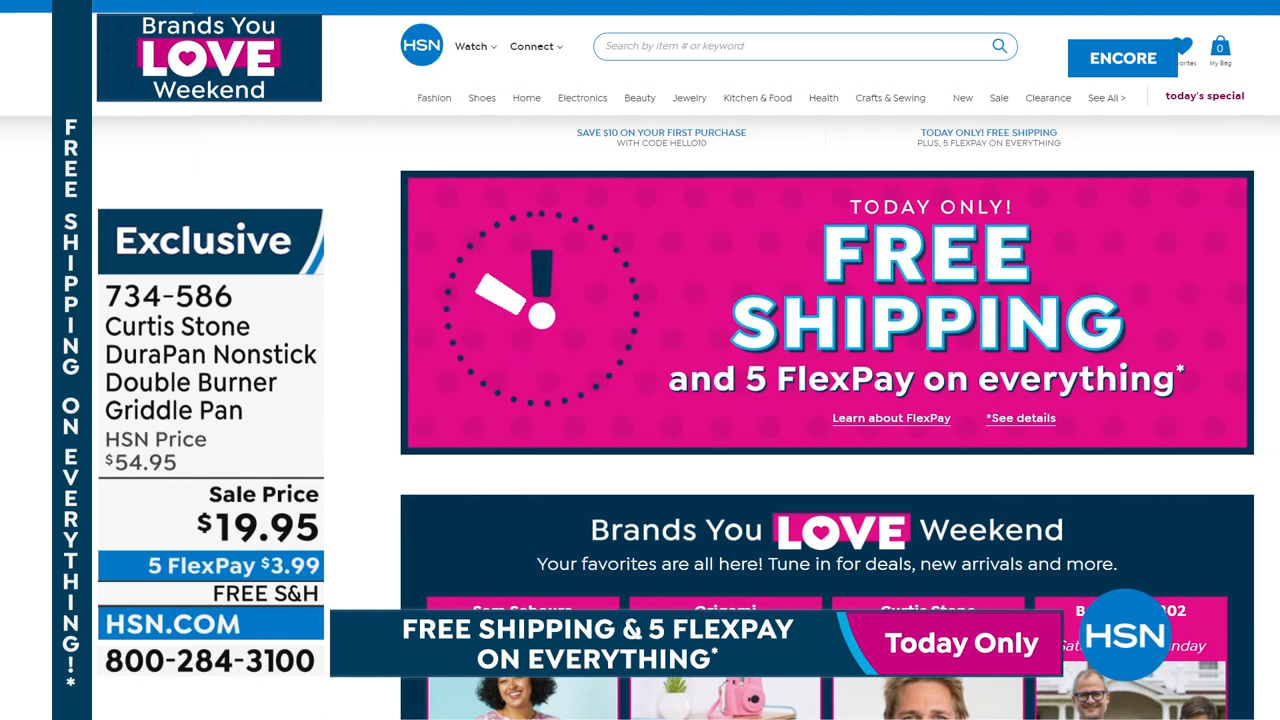 Brands You
LOVE
Weekend
FREE SHIPPING ON EVERYTHING!*
Exclusive
734-586
Curtis Stone
DuraPan Nonstick
Double Burner
Griddle Pan
HSN Price
$54.95
Sale Price
$19.95
5 FlexPay $3.99
FREE S&H
HSN.COM
800-284-3100
HSN
Watch
Connect
Search by item # or keyword
ENCORE
0
My Bag
Fashion Shoes Home Electronics Beauty Jewelry Kitchen & Food Health Crafts & Sewing New Sale Clearance See All >
today's special
SAVE $10 ON YOUR FIRST PURCHASE
WITH CODE HELLO10
TODAY ONLY! FREE SHIPPING
PLUS, 5 FLEXPAY ON EVERYTHING
TODAY ONLY!
FREE
SHIPPING
and 5 FlexPay on everything*
Learn about FlexPay *See details
Brands You LOVE Weekend
Your favorites are all here! Tune in for deals, new arrivals and more.
FREE SHIPPING & 5 FLEXPAY
ON EVERYTHING*
Today Only
HSN